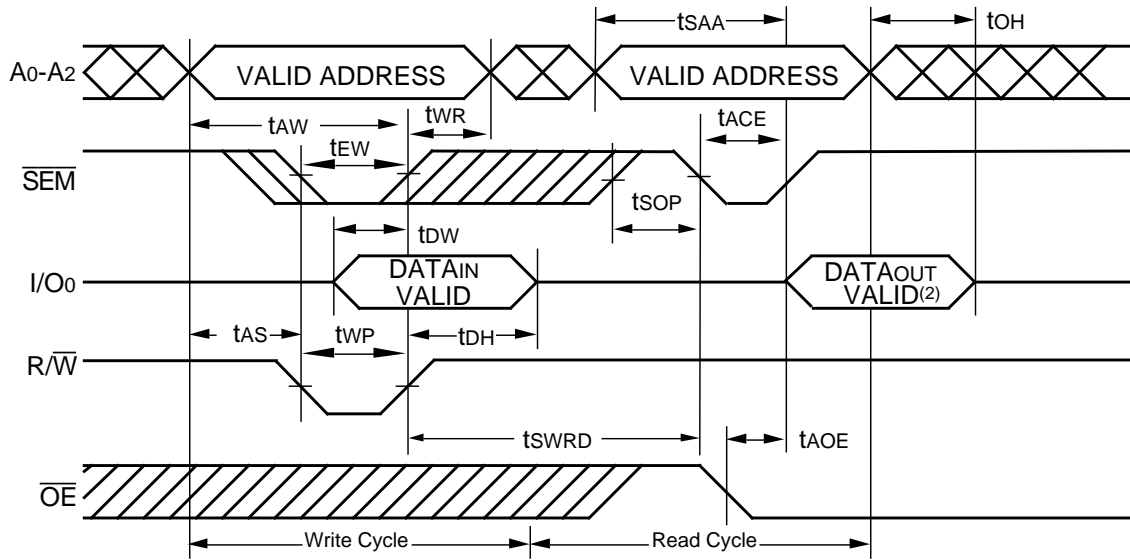 tSAA tOH
A0-A2 VALID ADDRESS VALID ADDRESS
tAW tWR tACE
tEW
SEM
tSOP
tDW
I/O0 DATAIN VALID DATAOUT VALID(2)
tAS tWP tDH
R/W
tSWRD tAOE
OE
Write Cycle Read Cycle